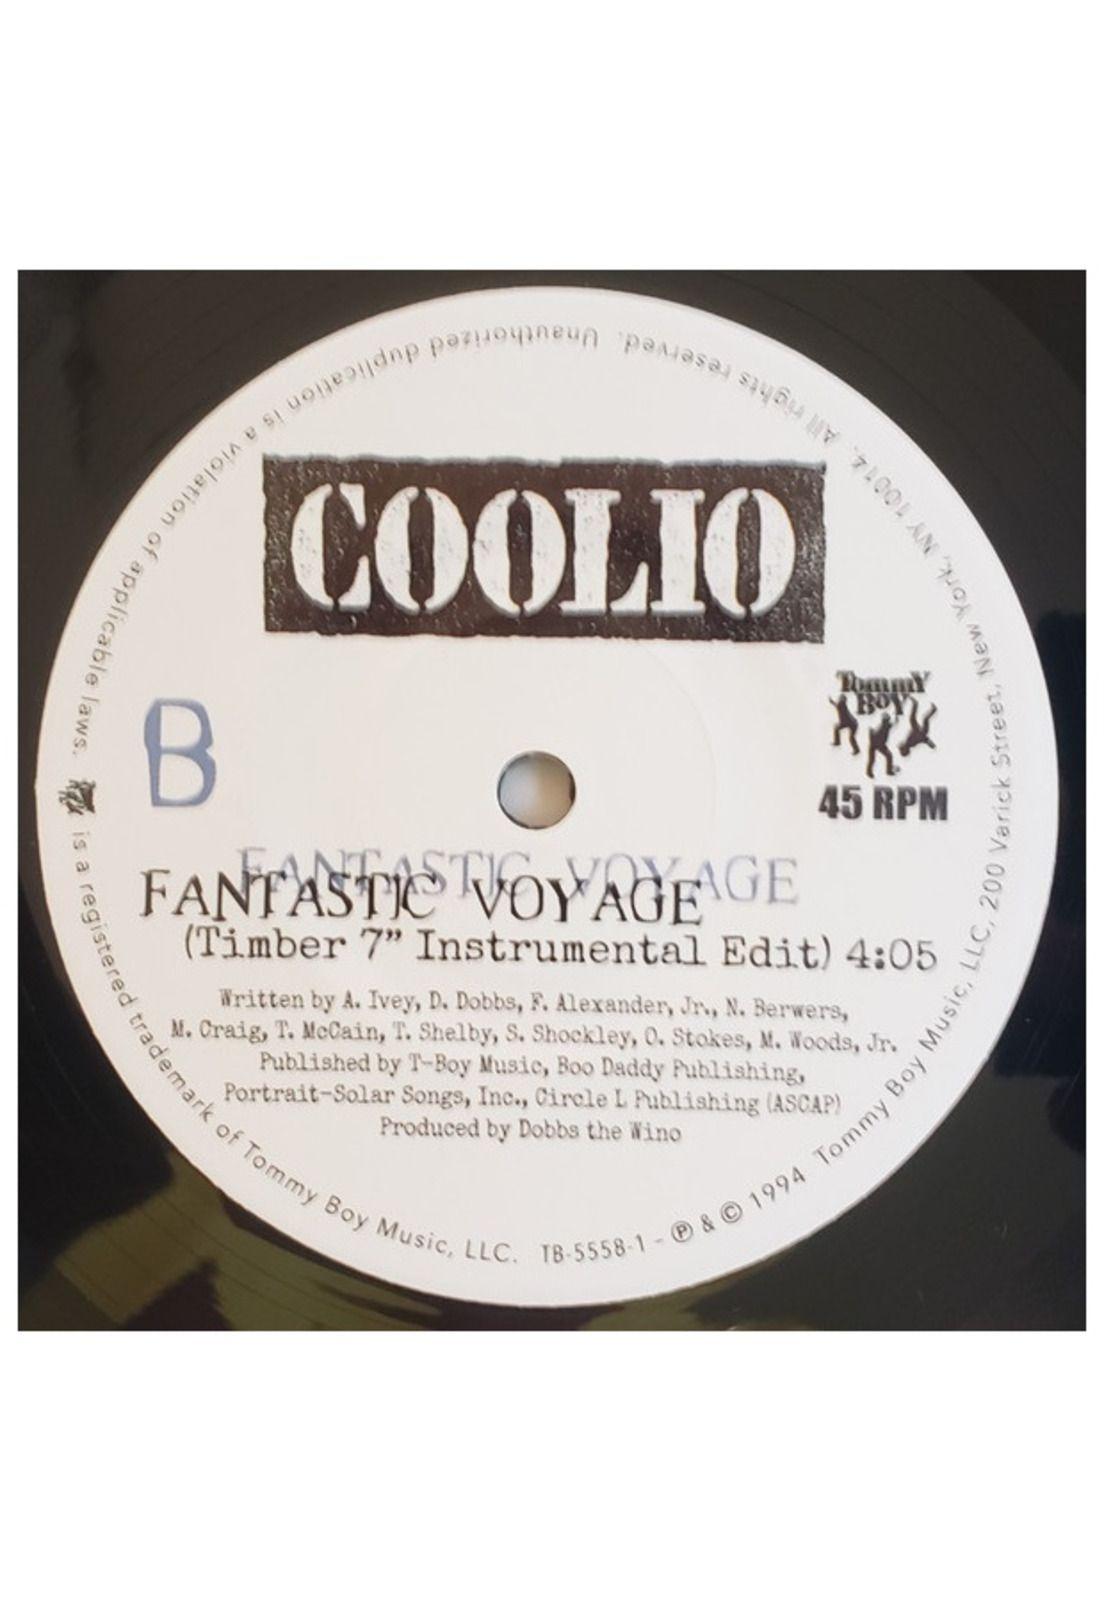 COOLIO
B
Tommy
Boy
45 RPM
FANTASTIC VOYAGE
FANTASTIC VOYAGE
(Timber 7” Instrumental Edit) 4:05
Written by A. Ivey, D. Dobbs, F. Alexander, Jr., N. Berwers,
M. Craig, T. McCain, T. Shelby, S. Shockley, O. Stokes, M. Woods, Jr.
Published by T-Boy Music, Boo Daddy Publishing,
Portrait-Solar Songs, Inc., Circle L Publishing (ASCAP)
Produced by Dobbs the Wino
is a registered trademark of Tommy Boy Music, LLC. TB-5558-1 - ℗ & © 1994 Tommy Boy Music, LLC, 200 Varick Street, New York, NY 10014. All rights reserved. Unauthorized duplication is a violation of applicable laws.